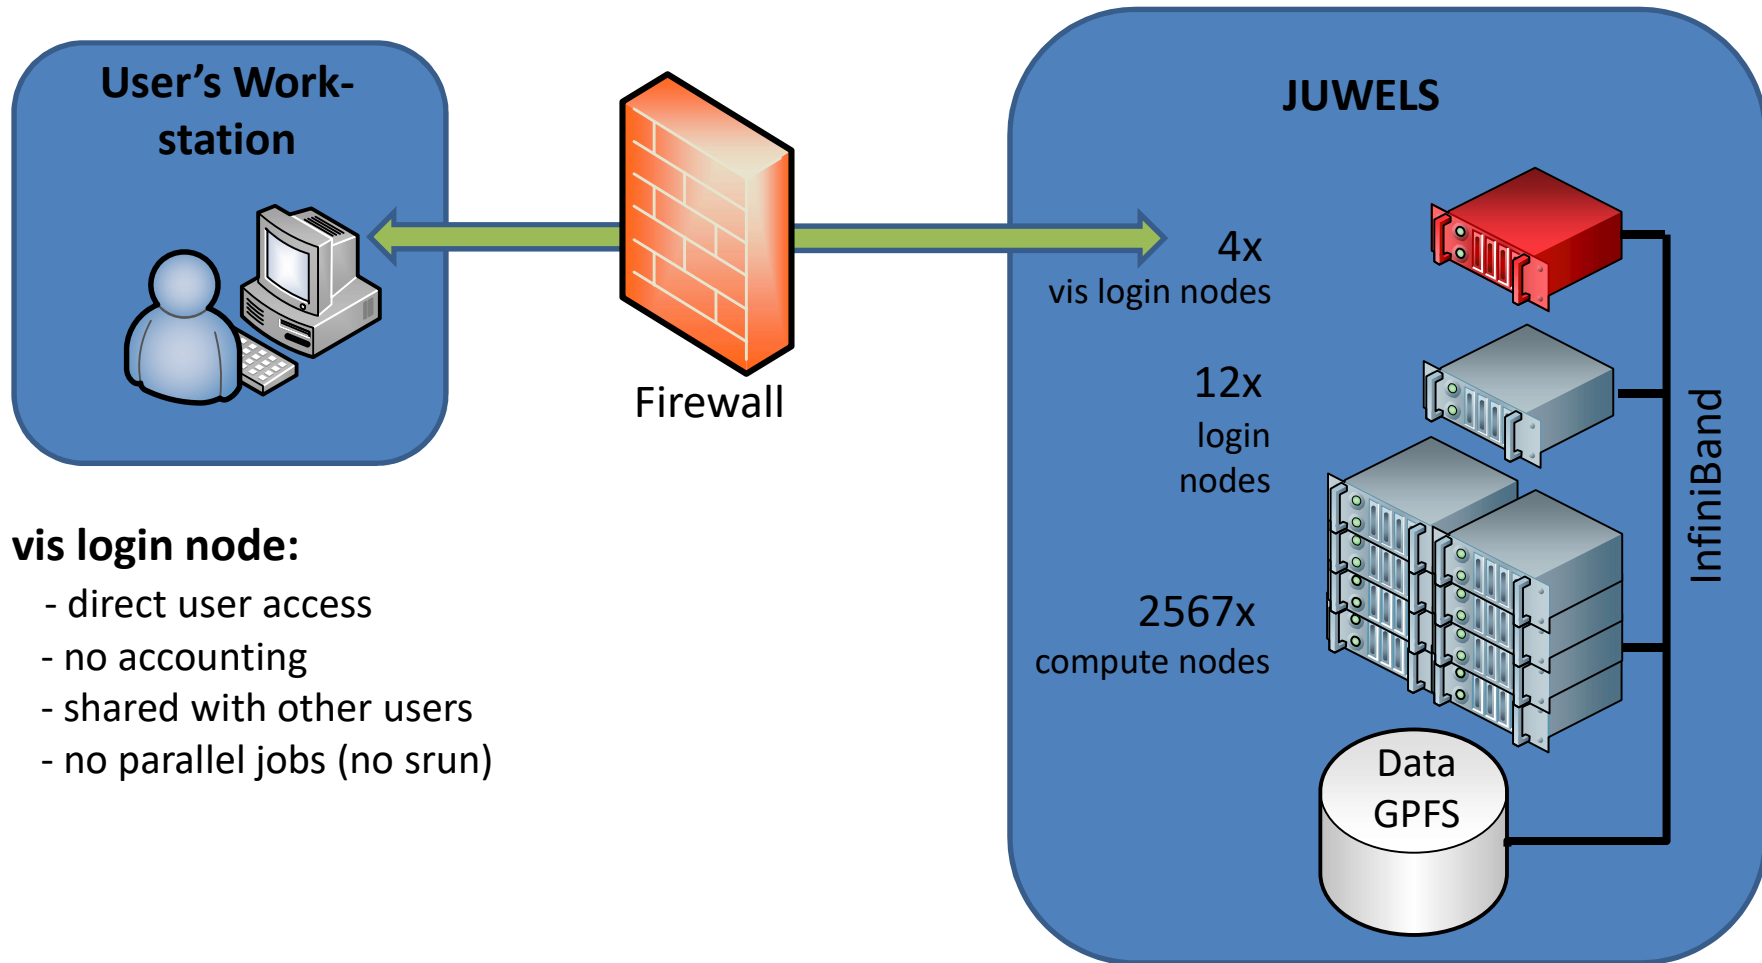 User's Work-
station
Firewall
vis login node:
- direct user access
- no accounting
- shared with other users
- no parallel jobs (no srun)
JUWELS
4x
vis login nodes
12x
login
nodes
2567x
compute nodes
Data
GPFS
InfiniBand